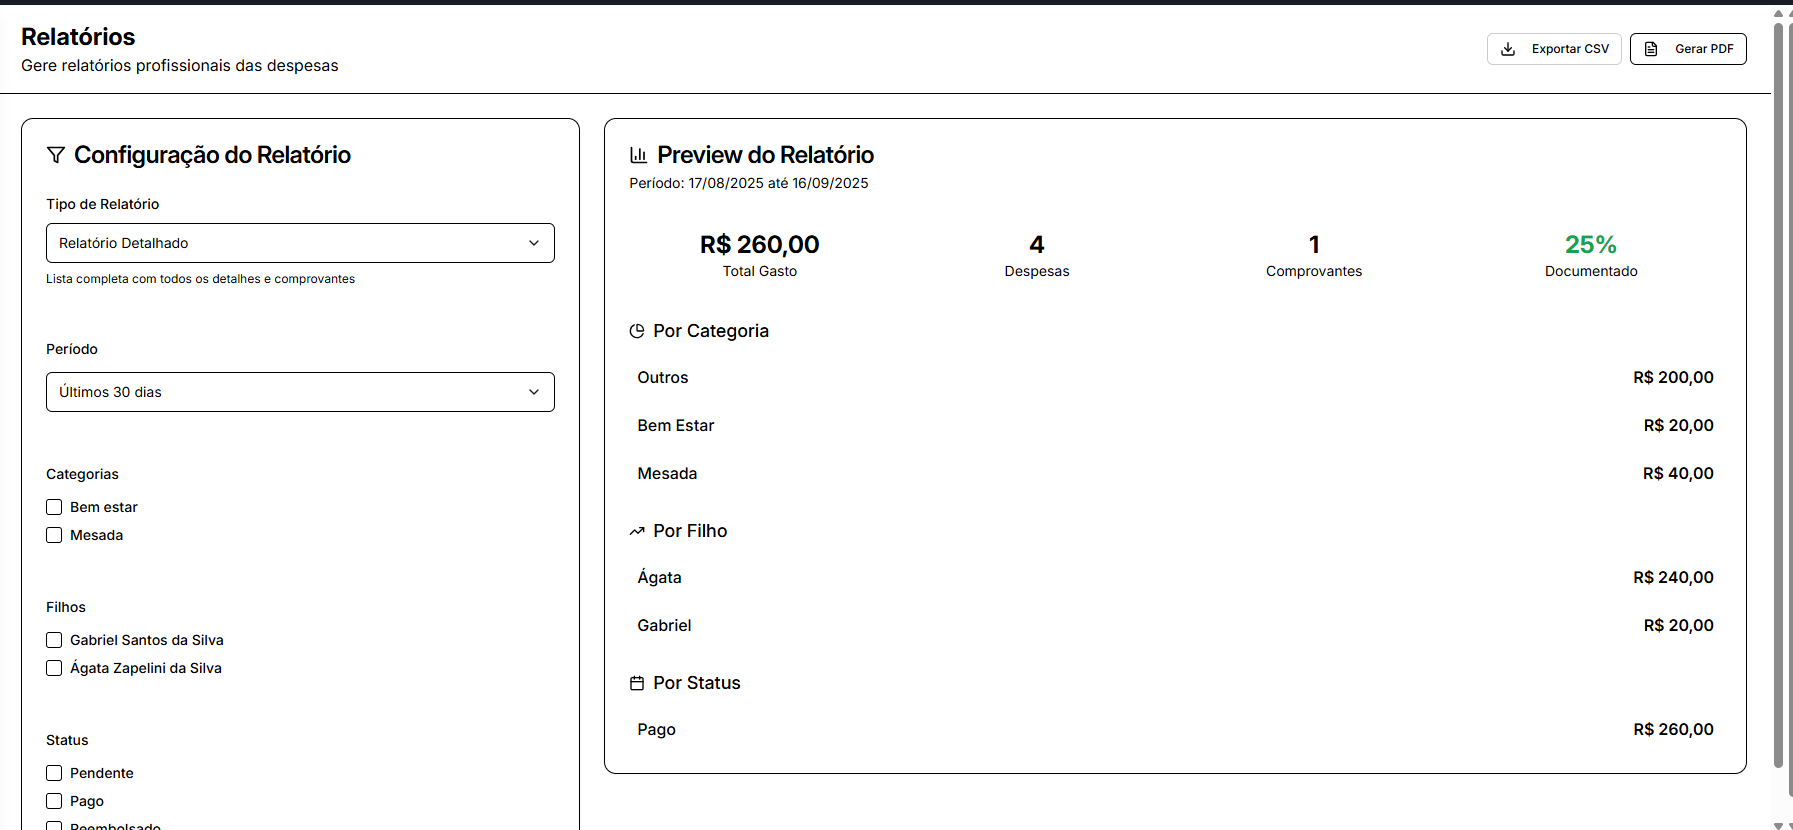 Relatórios
Gere relatórios profissionais das despesas
Exportar CSV
Gerar PDF
Configuração do Relatório
Tipo de Relatório
Relatório Detalhado
Lista completa com todos os detalhes e comprovantes
Período
Últimos 30 dias
Categorias
Bem estar
Mesada
Filhos
Gabriel Santos da Silva
Ágata Zapelini da Silva
Status
Pendente
Pago
Reembolsado
Preview do Relatório
Período: 17/08/2025 até 16/09/2025
R$ 260,00
Total Gasto
4
Despesas
1
Comprovantes
25%
Documentado
Por Categoria
Outros R$ 200,00
Bem Estar R$ 20,00
Mesada R$ 40,00
Por Filho
Ágata R$ 240,00
Gabriel R$ 20,00
Por Status
Pago R$ 260,00